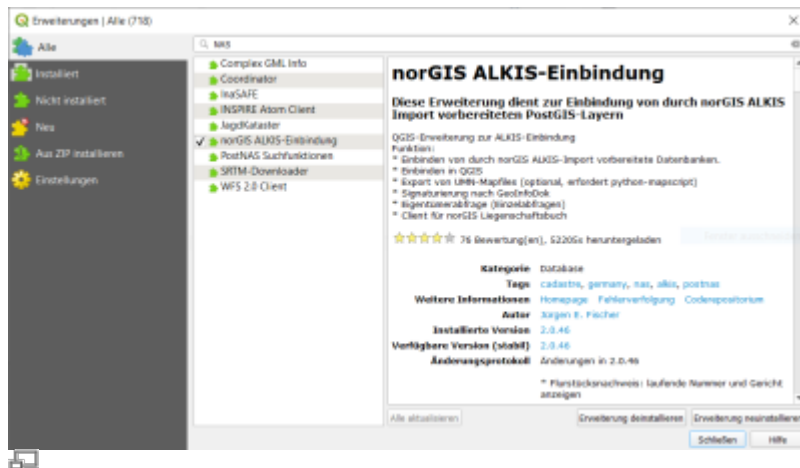 Erweiterungen | Alle (718)
Alle
Installiert
Nicht installiert
Neu
Aus ZIP installieren
Einstellungen
NAS
Complex GML Info
Coordinator
InaSAFE
INSPIRE Atom Client
JagdKataster
norGIS ALKIS-Einbindung
PostNAS Suchfunktionen
SRTM-Downloader
WFS 2.0 Client
norGIS ALKIS-Einbindung
Diese Erweiterung dient zur Einbindung von durch norGIS ALKIS
Import vorbereiteten PostGIS-Layern
QGIS-Erweiterung zur ALKIS-Einbindung
Funktion:
* Einbinden von durch norGIS ALKIS-Import vorbereitete Datenbanken.
* Einbinden in QGIS
* Export von UMN-Mapfiles (optional, erfordert python-mapscript)
* Signaturierung nach GeoInfoDok
* Eigentümerabfrage (Einzelabfragen)
* Client für norGIS Liegenschaftsbuch
76 Bewertung(en), 52205x heruntergeladen
Kategorie Database
Tags cadastre, germany, nas, alkis, postnas
Weitere Informationen Homepage Fehlerverfolgung Coderepositorium
Autor Jürgen E. Fischer
Installierte Version 2.0.46
Verfügbare Version (stabil) 2.0.46
Änderungsprotokoll Änderungen in 2.0.46
* Flurstücksnachweis: laufende Nummer und Gericht
anzeigen
Alle aktualisieren
Erweiterung deinstallieren
Erweiterung neuinstallieren
Schließen
Hilfe